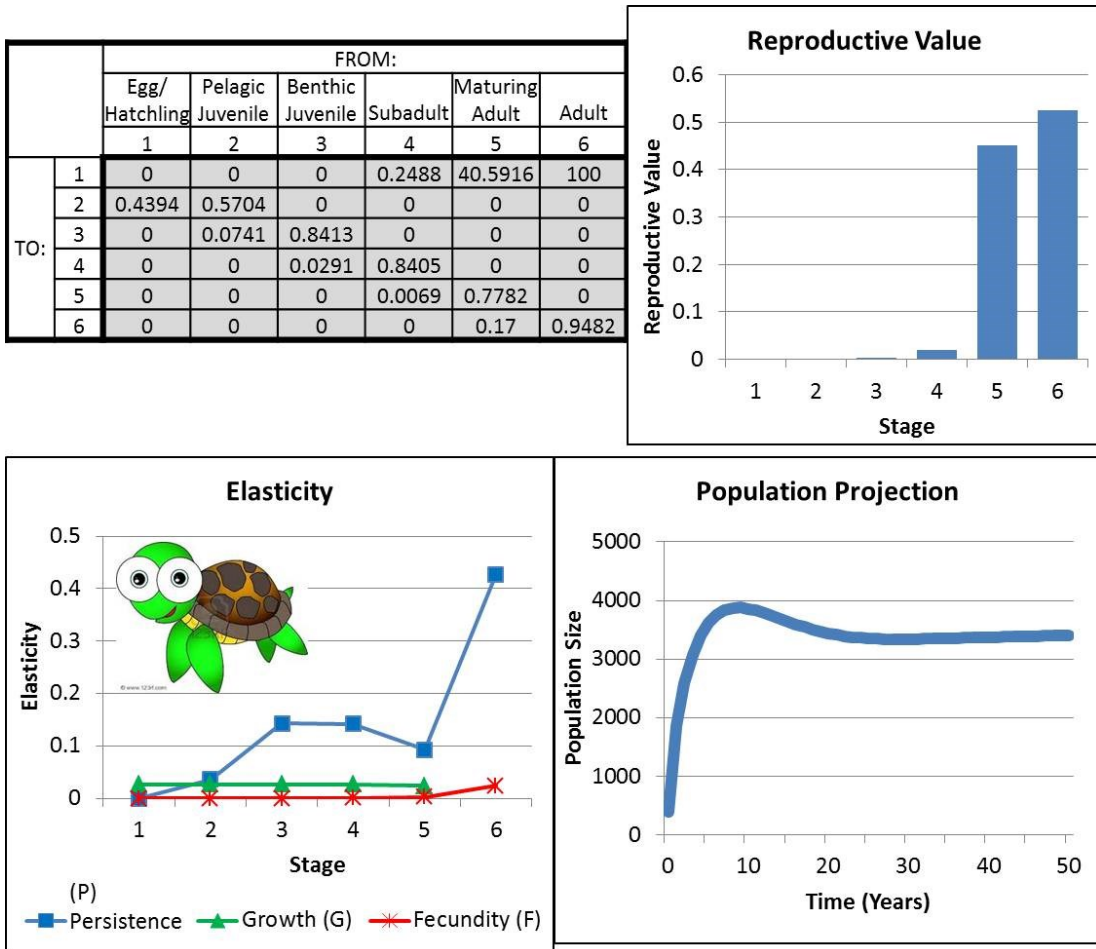 FROM:
Egg/ Hatchling Pelagic Juvenile Benthic Juvenile Subadult Maturing Adult Adult
1 2 3 4 5 6
TO:
1 0 0 0 0.2488 40.5916 100
2 0.4394 0.5704 0 0 0 0
3 0 0.0741 0.8413 0 0 0
4 0 0 0.0291 0.8405 0 0
5 0 0 0 0.0069 0.7782 0
6 0 0 0 0 0.17 0.9482
Reproductive Value
Reproductive Value
0.6
0.5
0.4
0.3
0.2
0.1
0
1 2 3 4 5 6
Stage
Elasticity
Elasticity
0.5
0.4
0.3
0.2
0.1
0
© www.123rf.com
1 2 3 4 5 6
Stage
(P)
Persistence Growth (G) Fecundity (F)
Population Projection
Population Size
5000
4000
3000
2000
1000
0
0 10 20 30 40 50
Time (Years)